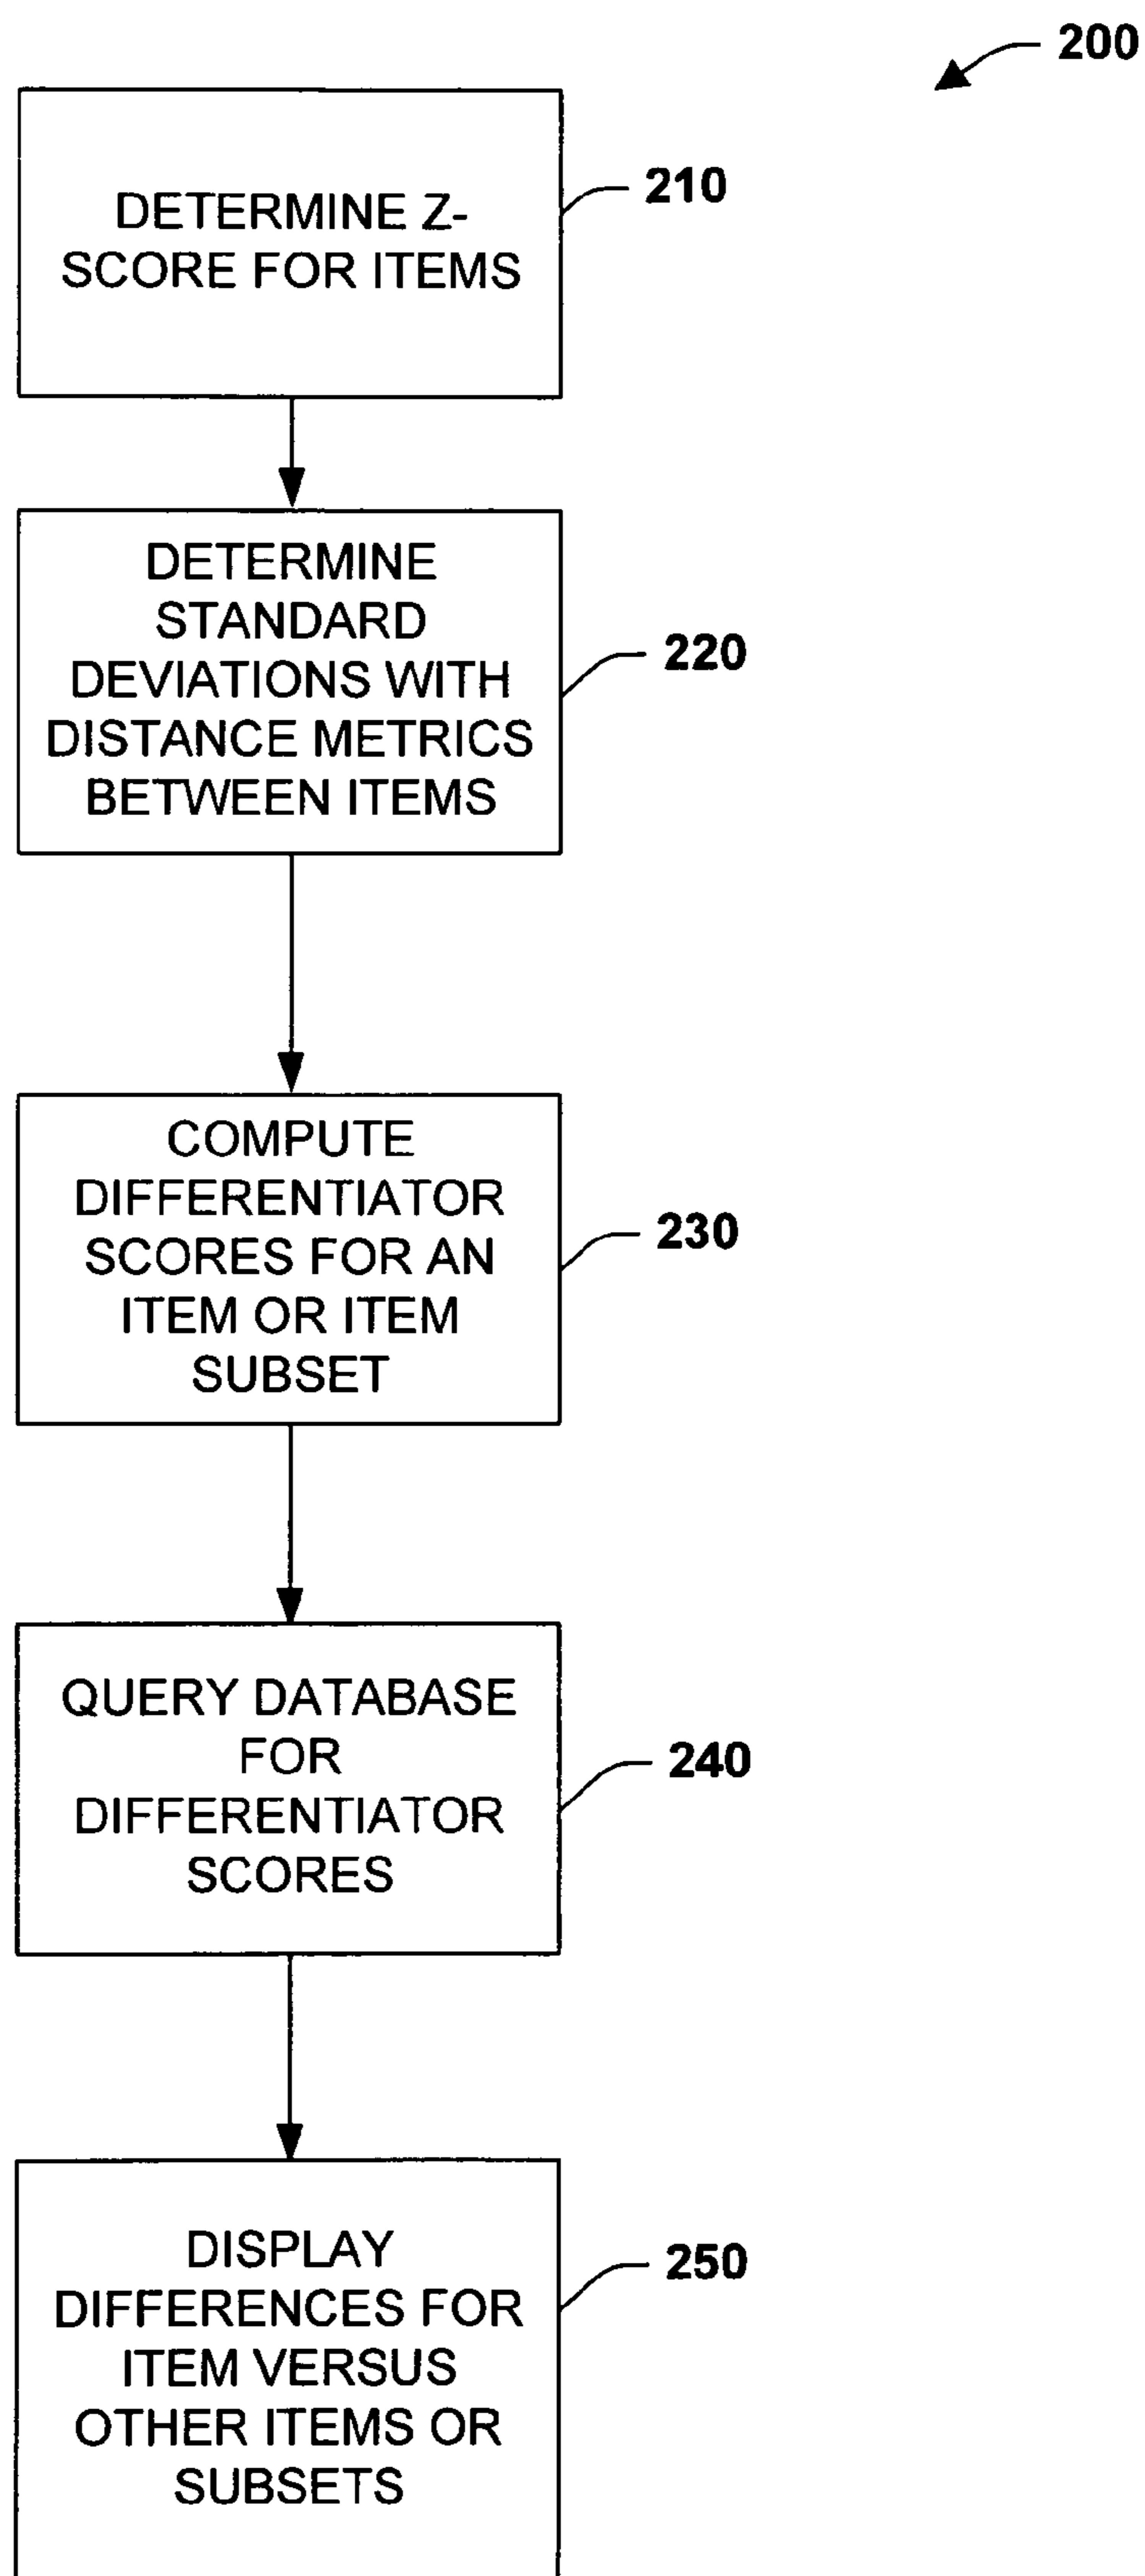 200
DETERMINE Z-
SCORE FOR ITEMS
210
DETERMINE
STANDARD
DEVIATIONS WITH
DISTANCE METRICS
BETWEEN ITEMS
220
COMPUTE
DIFFERENTIATOR
SCORES FOR AN
ITEM OR ITEM
SUBSET
230
QUERY DATABASE
FOR
DIFFERENTIATOR
SCORES
240
DISPLAY
DIFFERENCES FOR
ITEM VERSUS
OTHER ITEMS OR
SUBSETS
250